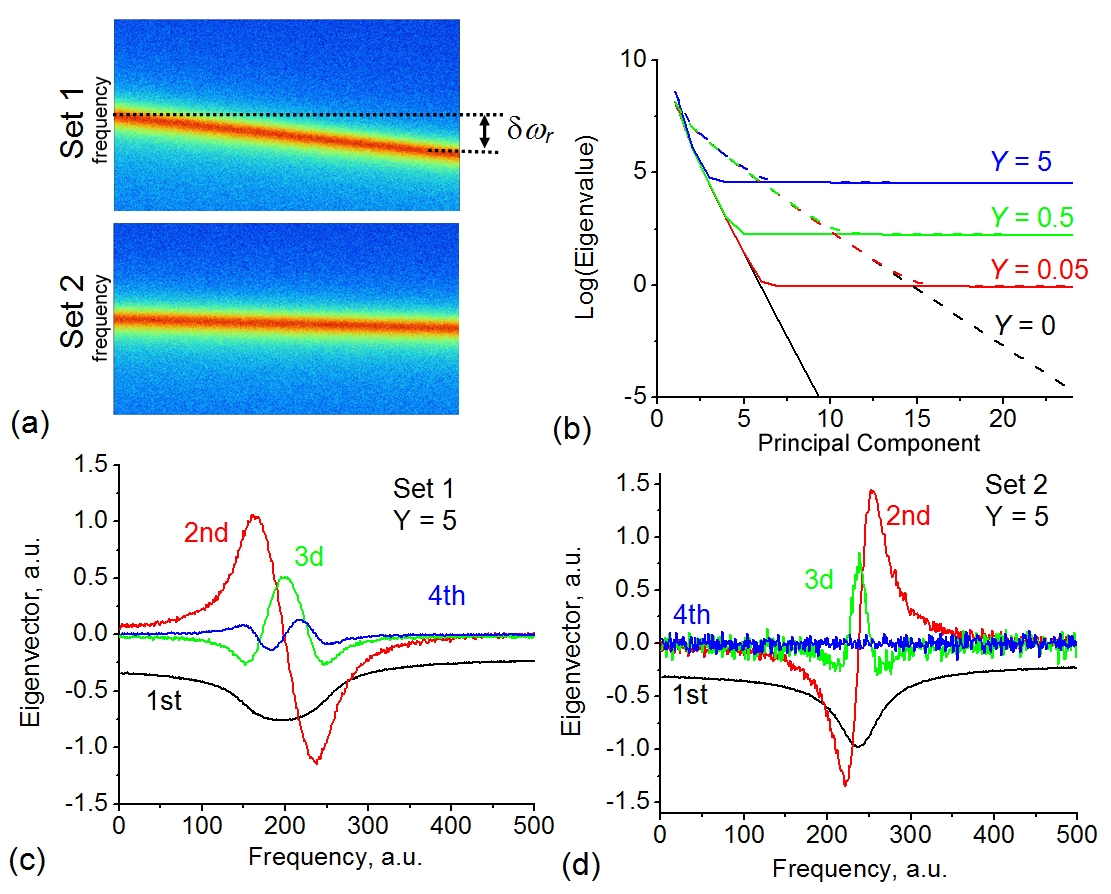 Set 1
frequency
δωr
Set 2
frequency
(a)
Log(Eigenvalue)
10
5
0
-5
Y = 5
Y = 0.5
Y = 0.05
Y = 0
0
5
10
15
20
Principal Component
(b)
Eigenvector, a.u.
1.5
1.0
0.5
0.0
-0.5
-1.0
-1.5
Set 1
Y = 5
2nd
3d
4th
1st
0
100
200
300
400
500
Frequency, a.u.
(c)
Eigenvector, a.u.
1.5
1.0
0.5
0.0
-0.5
-1.0
-1.5
Set 2
Y = 5
2nd
3d
4th
1st
0
100
200
300
400
500
Frequency, a.u.
(d)